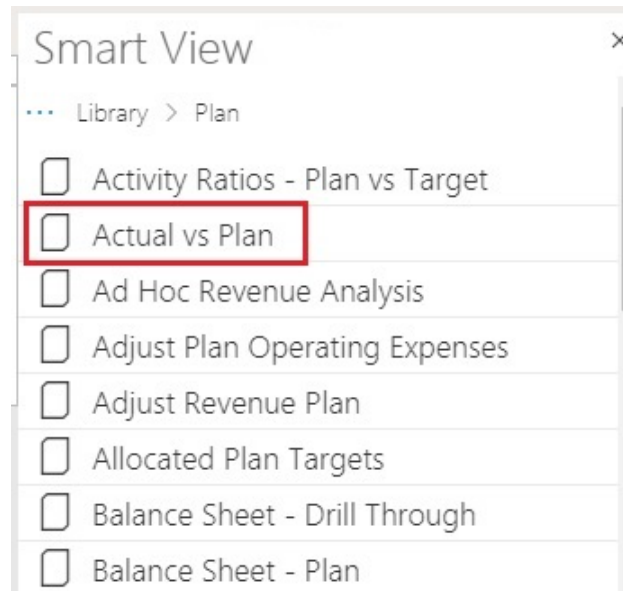 Smart View
... Library > Plan
Activity Ratios - Plan vs Target
Actual vs Plan
Ad Hoc Revenue Analysis
Adjust Plan Operating Expenses
Adjust Revenue Plan
Allocated Plan Targets
Balance Sheet - Drill Through
Balance Sheet - Plan